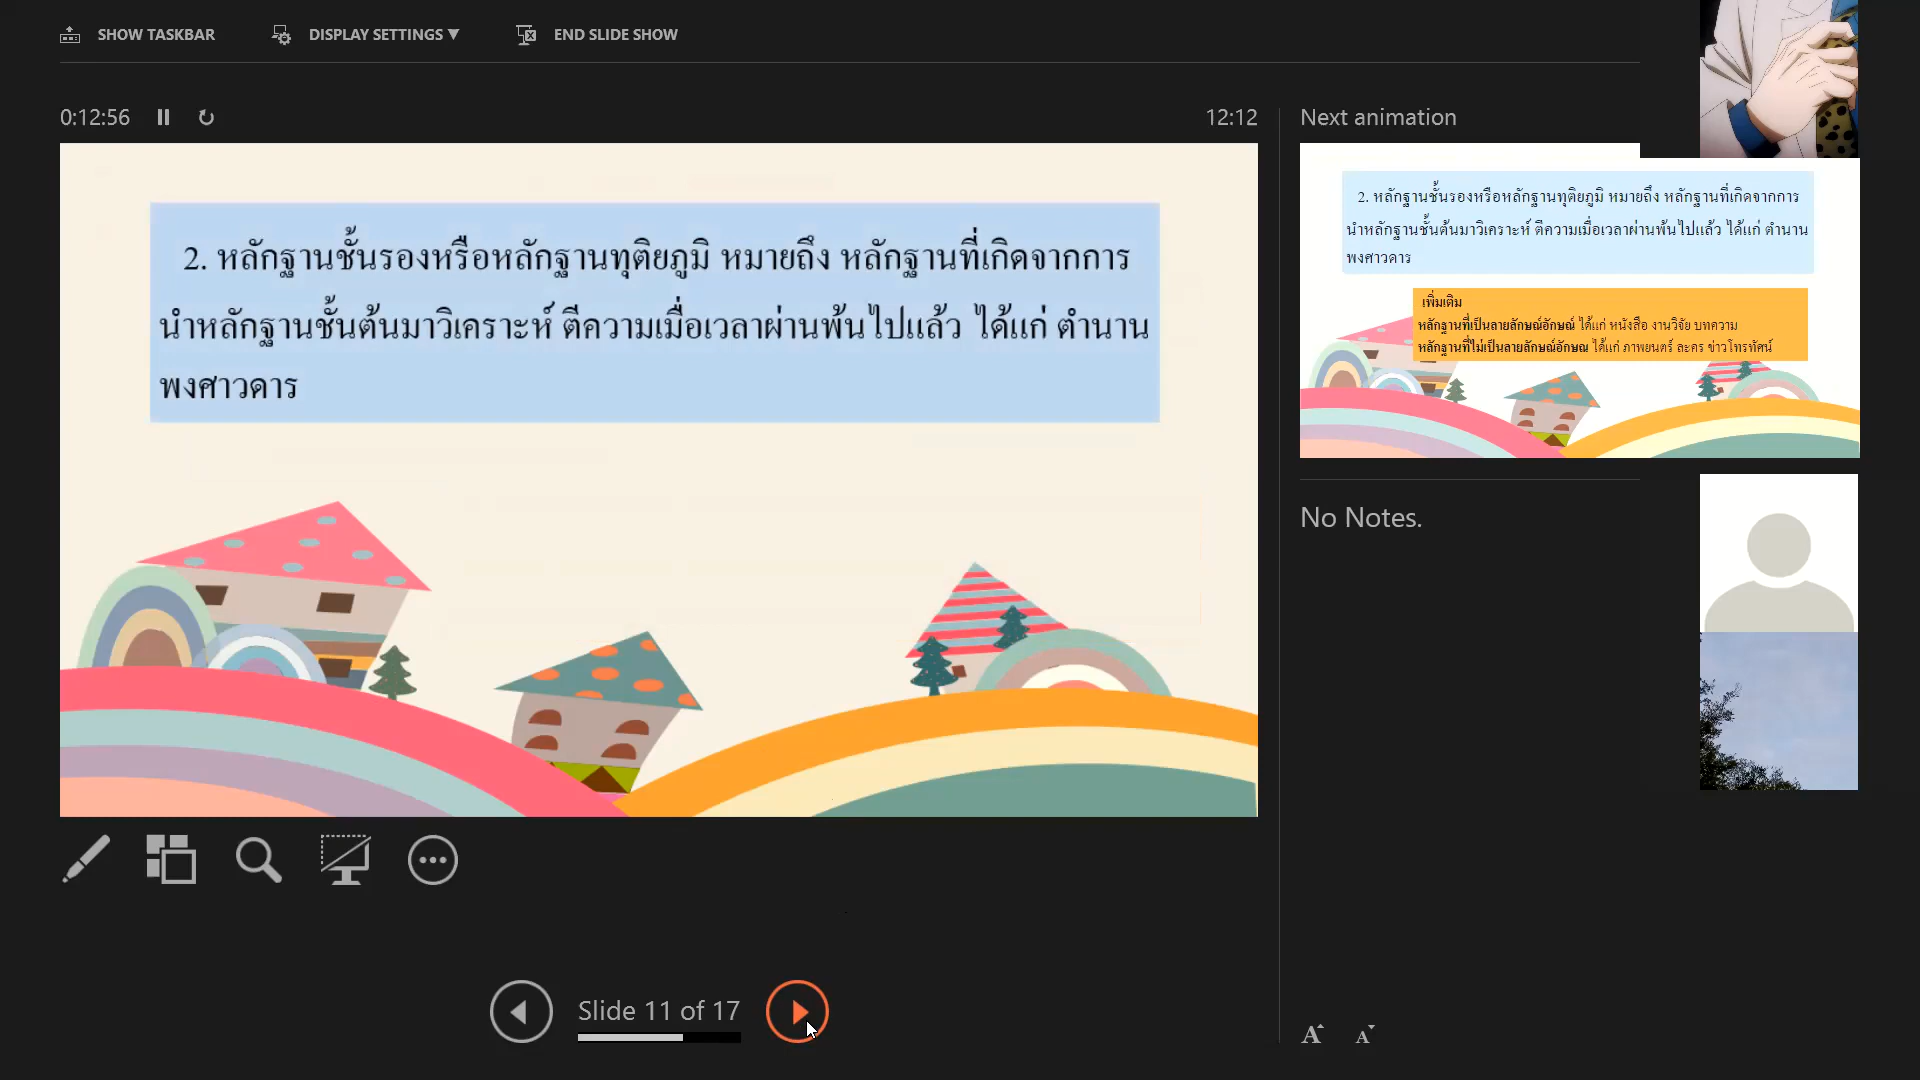 SHOW TASKBAR
DISPLAY SETTINGS ▼
END SLIDE SHOW
0:12:56
12:12
2. หลักฐานชั้นรองหรือหลักฐานทุติยภูมิ หมายถึง หลักฐานที่เกิดจากการ
นำหลักฐานชั้นต้นมาวิเคราะห์ ตีความเมื่อเวลาผ่านพ้นไปแล้ว ได้แก่ ตำนาน
พงศาวดาร
Slide 11 of 17
Next animation
2. หลักฐานชั้นรองหรือหลักฐานทุติยภูมิ หมายถึง หลักฐานที่เกิดจากการ
นำหลักฐานชั้นต้นมาวิเคราะห์ ตีความเมื่อเวลาผ่านพ้นไปแล้ว ได้แก่ ตำนาน
พงศาวดาร
เพิ่มเติม
หลักฐานที่เป็นลายลักษณ์อักษณ์ ได้แก่ หนังสือ งานวิจัย บทความ
หลักฐานที่ไม่เป็นลายลักษณ์อักษณ ได้แก่ ภาพยนตร์ ละคร ข่าวโทรทัศน์
No Notes.
A A